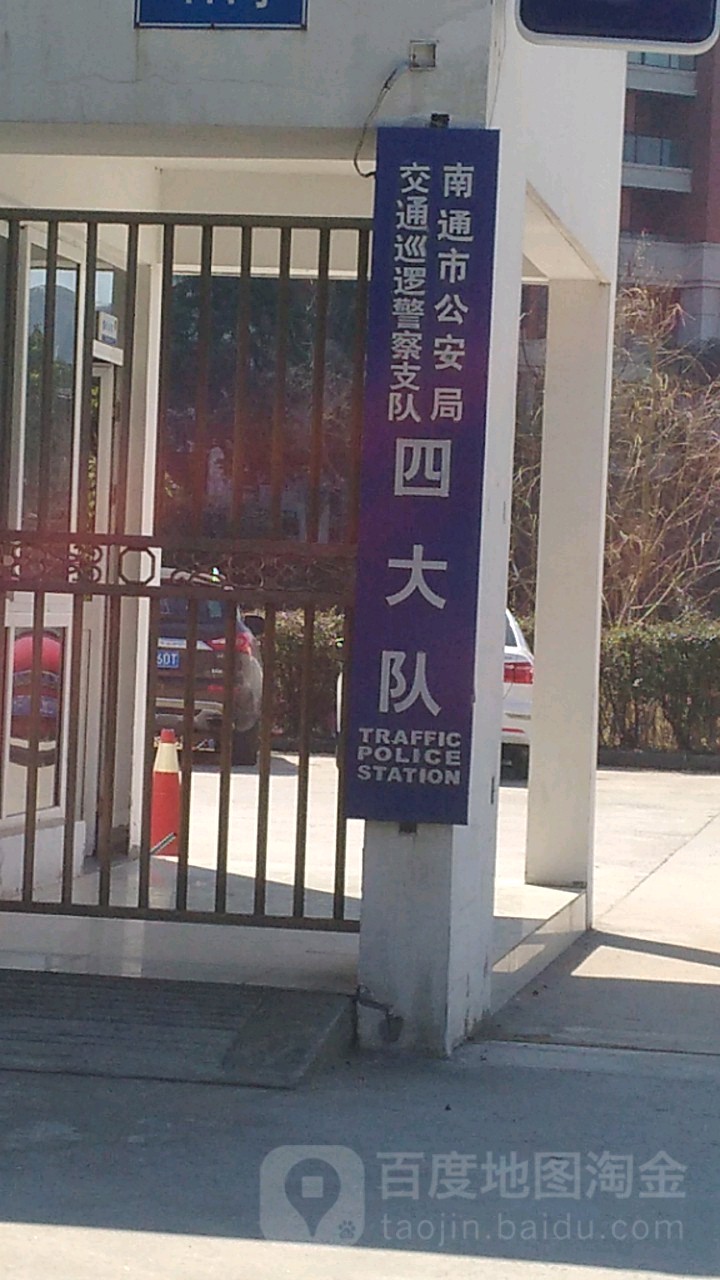 南通市公安局
交通巡逻警察支队
四大队
TRAFFIC
POLICE
STATION
60T
百度地图淘金
taojin.baidu.com